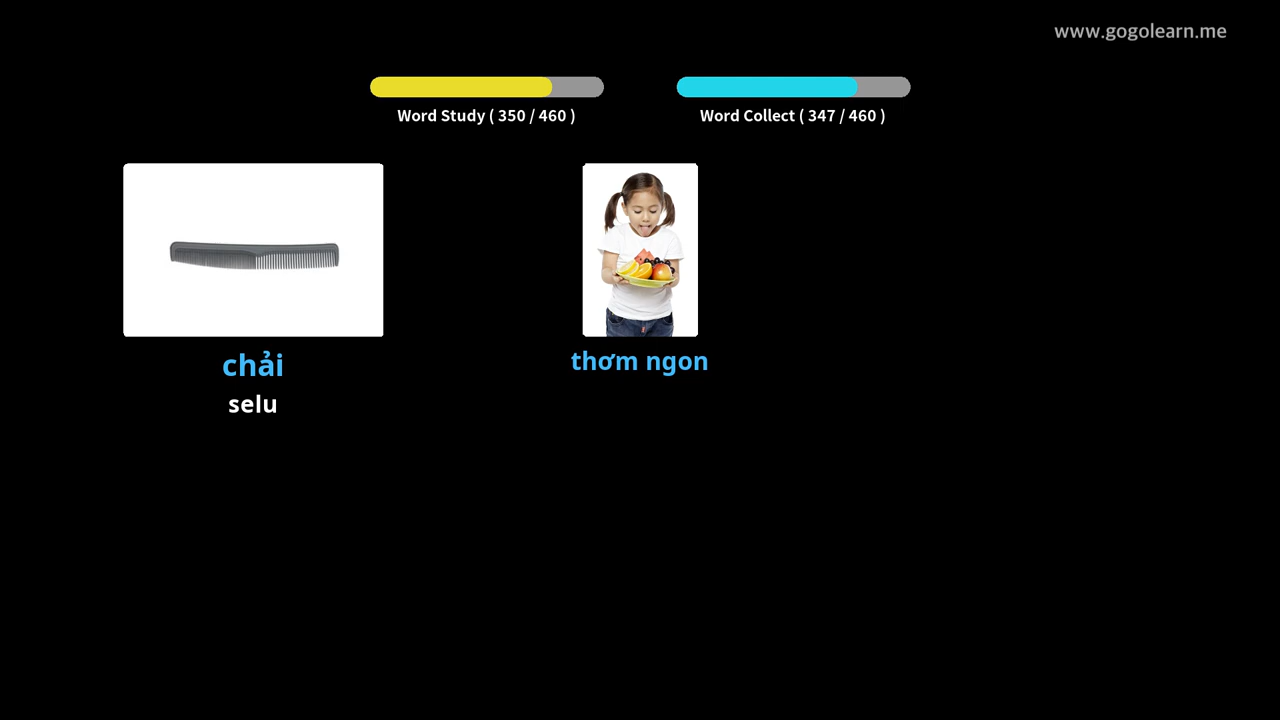 www.gogolearn.me
Word Study ( 350 / 460 )
Word Collect ( 347 / 460 )
chải
selu
thơm ngon